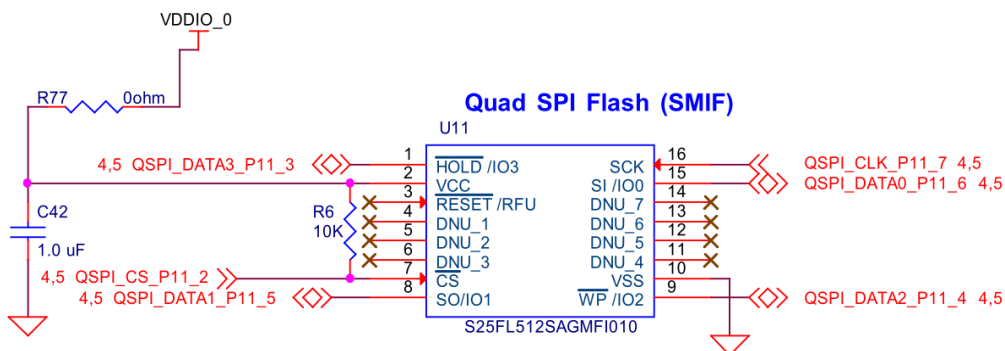 VDDIO_0
R77 0ohm
Quad SPI Flash (SMIF)
U11
4,5 QSPI_DATA3_P11_3
1 HOLD/IO3
2 VCC
3 RESET/RFU
4 DNU_1
5 DNU_2
6 DNU_3
7 CS
8 SO/IO1
SCK 16 QSPI_CLK_P11_7 4,5
SI/IO0 15 QSPI_DATA0_P11_6 4,5
DNU_7 14
DNU_6 13
DNU_5 12
DNU_4 11
VSS 10
WP/IO2 9 QSPI_DATA2_P11_4 4,5
C42
1.0 uF
R6
10K
4,5 QSPI_CS_P11_2
4,5 QSPI_DATA1_P11_5
S25FL512SAGMFI010